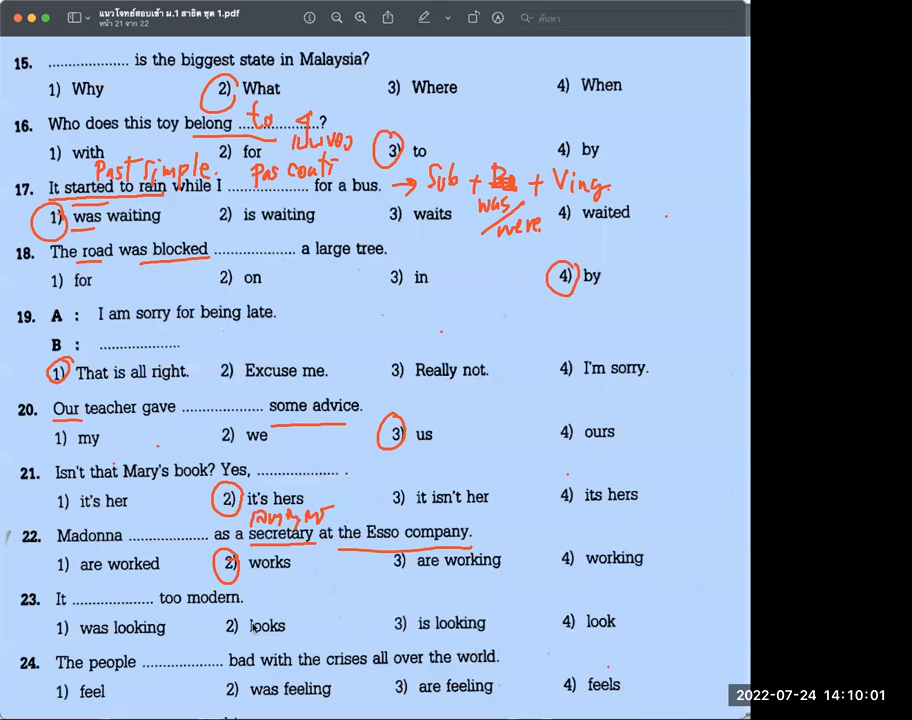 แนวโจทย์สอบเข้า ม.1 สาธิต ชุด 1.pdf
หน้า 21 จาก 22
ค้นหา
15. .................... is the biggest state in Malaysia?
1) Why 2) What 3) Where 4) When
to
16. Who does this toy belong ....................?
เป็นของ
1) with 2) for 3) to 4) by
Past simple. pas conti
17. It started to rain while I .................... for a bus. → Sub + + Ving.
was/were
1) was waiting 2) is waiting 3) waits 4) waited
18. The road was blocked .................... a large tree.
1) for 2) on 3) in 4) by
19. A : I am sorry for being late.
B : ....................
1) That is all right. 2) Excuse me. 3) Really not. 4) I'm sorry.
20. Our teacher gave .................... some advice.
1) my 2) we 3) us 4) ours
21. Isn't that Mary's book? Yes, .................... .
1) it's her 2) it's hers 3) it isn't her 4) its hers
22. Madonna .................... as a secretary at the Esso company.
1) are worked 2) works 3) are working 4) working
23. It .................... too modern.
1) was looking 2) looks 3) is looking 4) look
24. The people .................... bad with the crises all over the world.
1) feel 2) was feeling 3) are feeling 4) feels
2022-07-24 14:10:01